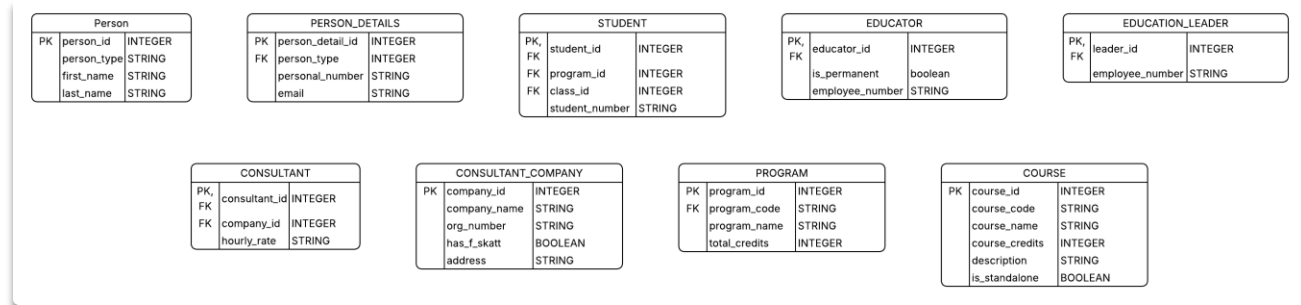 Person
PK person_id INTEGER
person_type STRING
first_name STRING
last_name STRING
PERSON_DETAILS
PK person_detail_id INTEGER
FK person_type INTEGER
personal_number STRING
email STRING
STUDENT
PK, FK student_id INTEGER
FK program_id INTEGER
FK class_id INTEGER
student_number STRING
EDUCATOR
PK, FK educator_id INTEGER
is_permanent boolean
employee_number STRING
EDUCATION_LEADER
PK, FK leader_id INTEGER
employee_number STRING
CONSULTANT
PK, FK consultant_id INTEGER
FK company_id INTEGER
hourly_rate STRING
CONSULTANT_COMPANY
PK company_id INTEGER
company_name STRING
org_number STRING
has_f_skatt BOOLEAN
address STRING
PROGRAM
PK program_id INTEGER
FK program_code STRING
program_name STRING
total_credits INTEGER
COURSE
PK course_id INTEGER
course_code STRING
course_name STRING
course_credits INTEGER
description STRING
is_standalone BOOLEAN